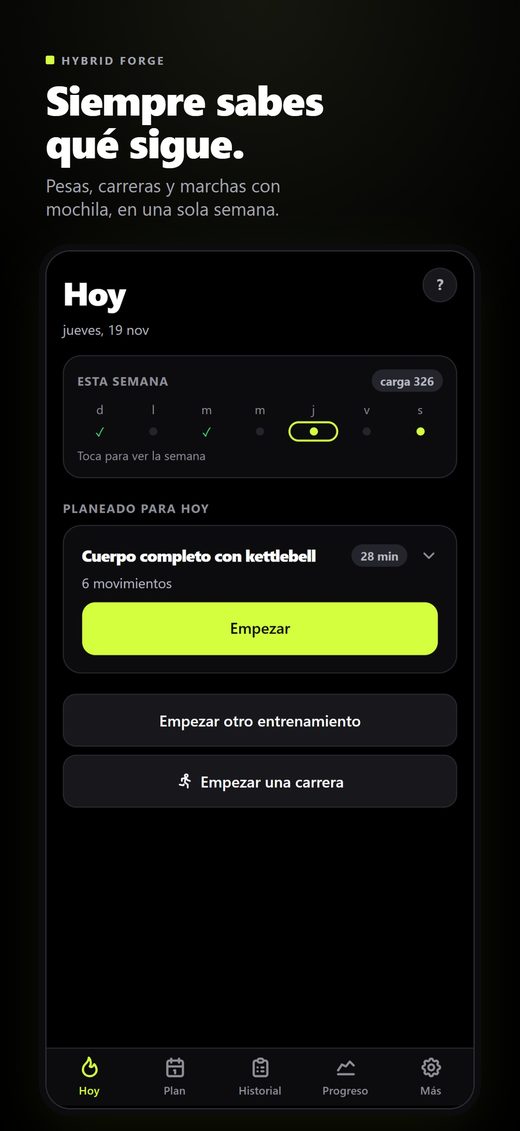 HYBRID FORGE
Siempre sabes
qué sigue.
Pesas, carreras y marchas con
mochila, en una sola semana.
Hoy
?
jueves, 19 nov
ESTA SEMANA
carga 326
d l m m j v s
Toca para ver la semana
PLANEADO PARA HOY
Cuerpo completo con kettlebell
28 min
6 movimientos
Empezar
Empezar otro entrenamiento
Empezar una carrera
Hoy Plan Historial Progreso Más